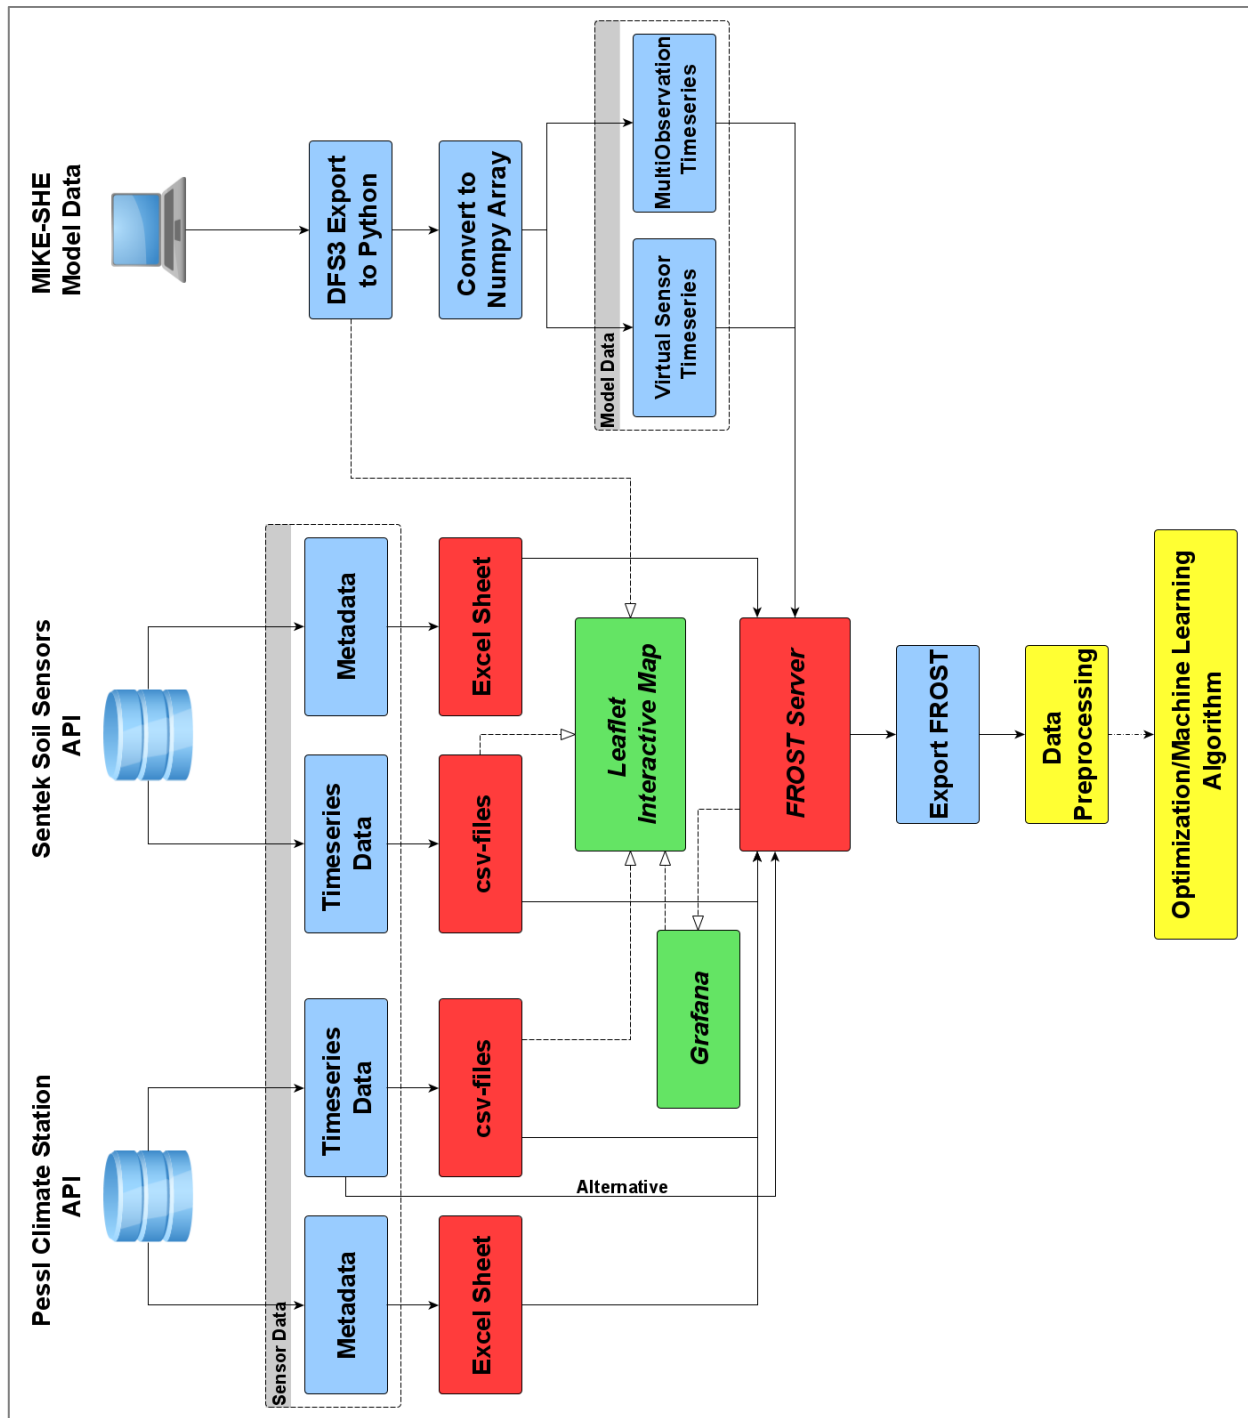 Pessl Climate Station
API
Sentek Soil Sensors
API
MIKE-SHE
Model Data
Sensor Data
Metadata
Timeseries
Data
Timeseries
Data
Metadata
DFS3 Export
to Python
Excel Sheet
csv-files
csv-files
Excel Sheet
Convert to
Numpy Array
Model Data
Virtual Sensor
Timeseries
MultiObservation
Timeseries
Alternative
Leaflet
Interactive Map
Grafana
FROST Server
Export FROST
Data
Preprocessing
Optimization/Machine Learning
Algorithm